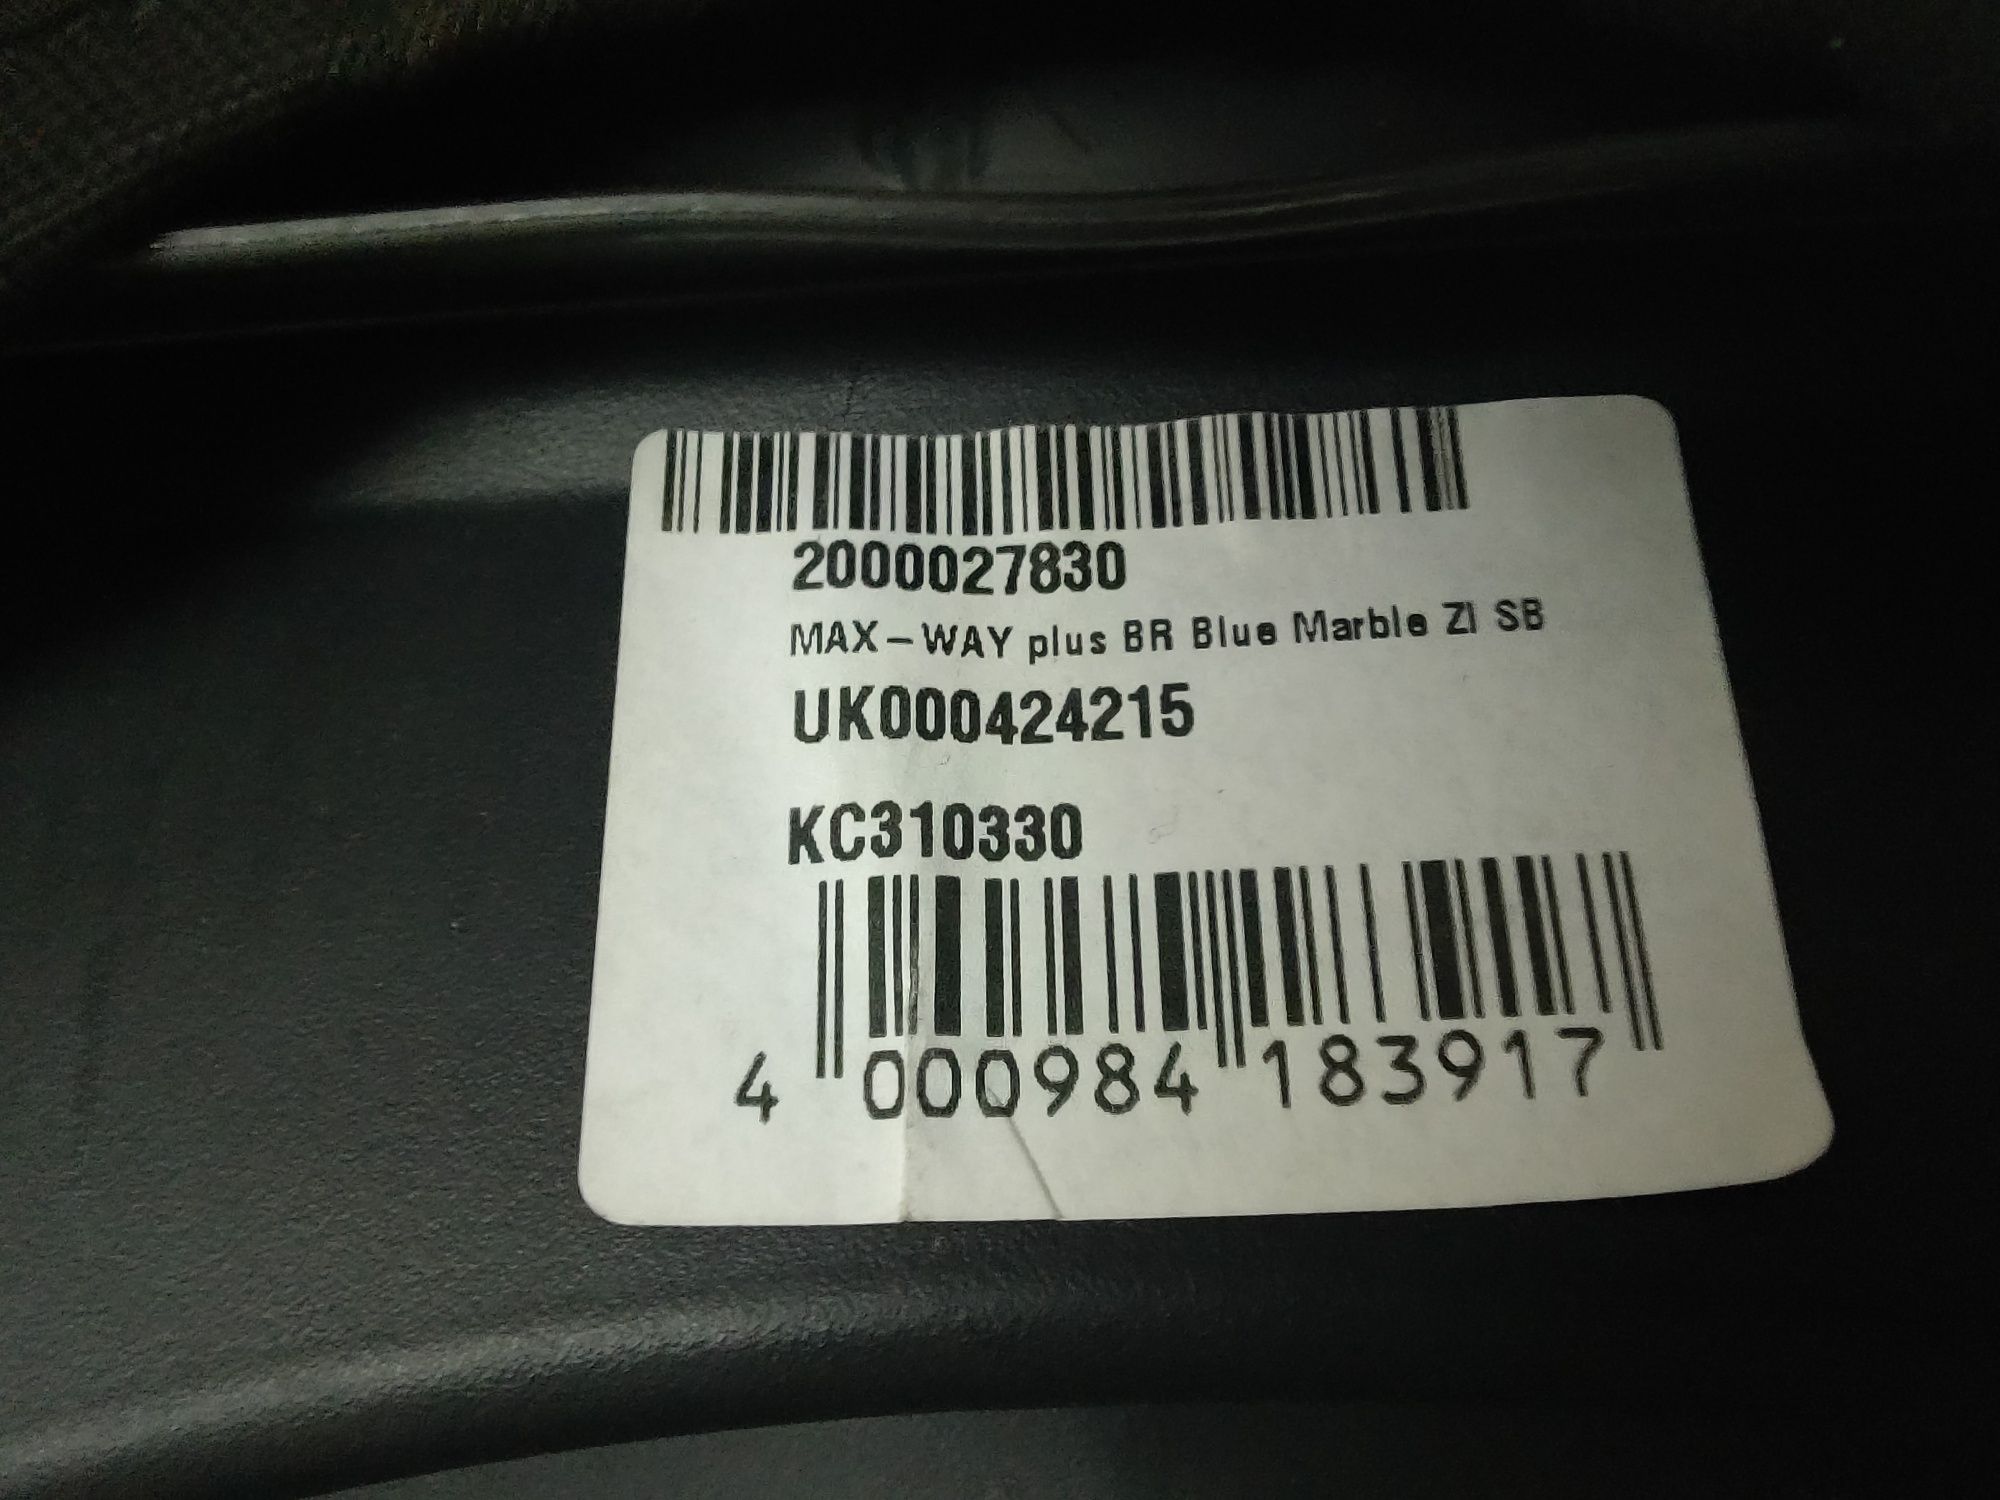 2000027830
MAX-WAY plus BR Blue Marble ZI SB
UK000424215
KC310330
4 000984 183917